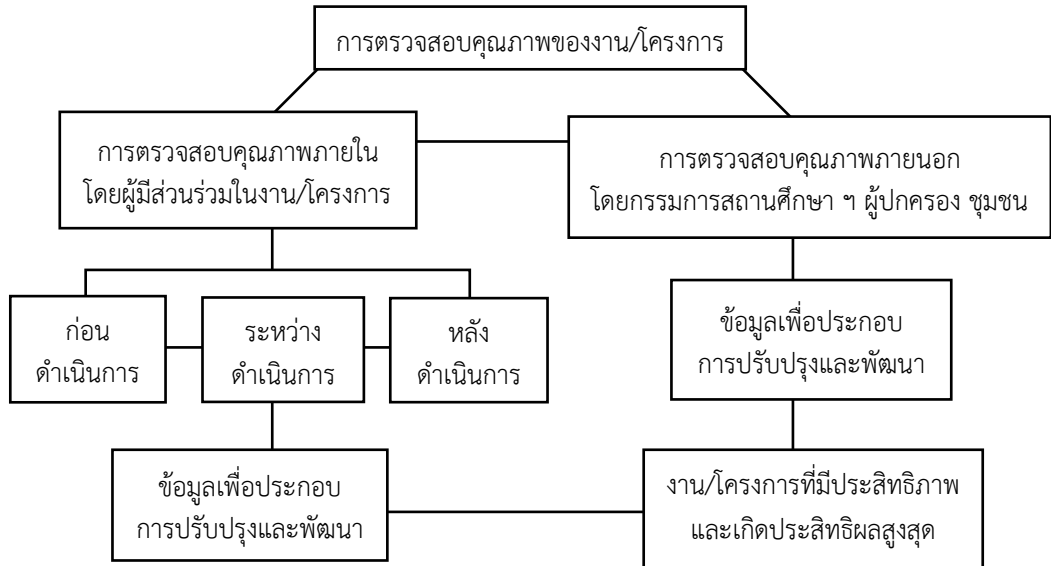 การตรวจสอบคุณภาพของงาน/โครงการ
การตรวจสอบคุณภาพภายใน
โดยผู้มีส่วนร่วมในงาน/โครงการ
การตรวจสอบคุณภาพภายนอก
โดยกรรมการสถานศึกษา ฯ ผู้ปกครอง ชุมชน
ก่อน
ดำเนินการ
ระหว่าง
ดำเนินการ
หลัง
ดำเนินการ
ข้อมูลเพื่อประกอบ
การปรับปรุงและพัฒนา
ข้อมูลเพื่อประกอบ
การปรับปรุงและพัฒนา
งาน/โครงการที่มีประสิทธิภาพ
และเกิดประสิทธิผลสูงสุด